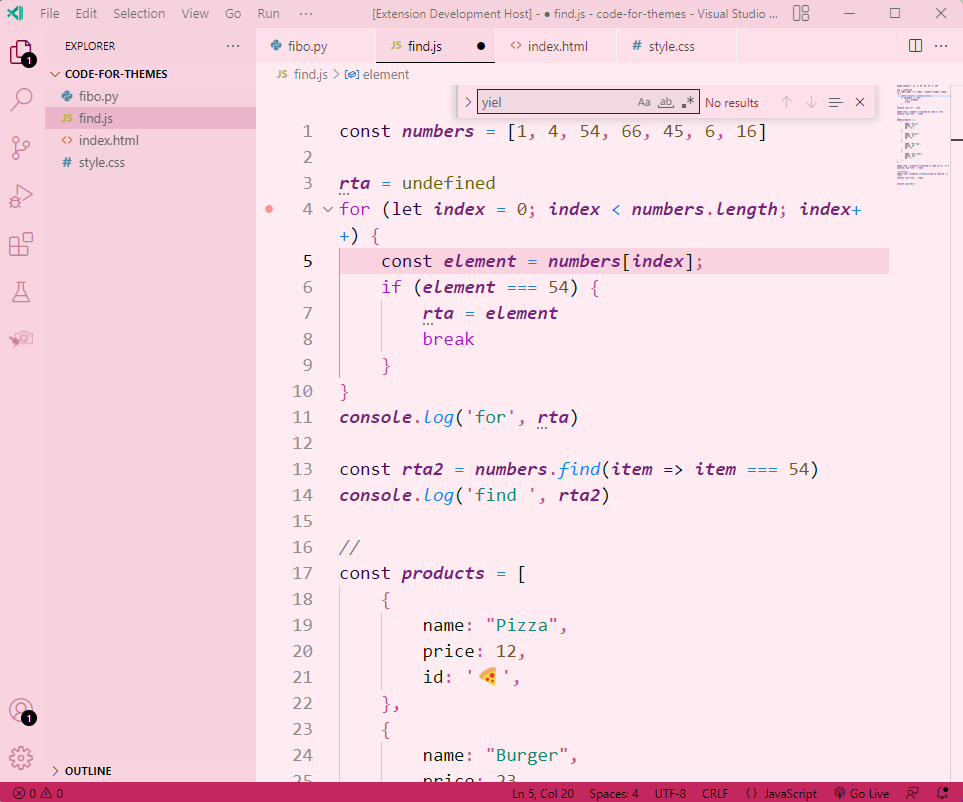 File Edit Selection View Go Run ··· [Extension Development Host] - ● find.js - code-for-themes - Visual Studio ...
EXPLORER ···
fibo.py
JS find.js ●
<> index.html
# style.css
CODE-FOR-THEMES
fibo.py
JS find.js
<> index.html
# style.css
OUTLINE
1
1
JS find.js > element
yiel Aa ab .* No results
1 const numbers = [1, 4, 54, 66, 45, 6, 16]
2
3 rta = undefined
4 for (let index = 0; index < numbers.length; index+
+) {
5 const element = numbers[index];
6 if (element === 54) {
7 rta = element
8 break
9 }
10 }
11 console.log('for', rta)
12
13 const rta2 = numbers.find(item => item === 54)
14 console.log('find ', rta2)
15
16 //
17 const products = [
18 {
19 name: "Pizza",
20 price: 12,
21 id: '🍕',
22 },
23 {
24 name: "Burger",
25 price: 23
0 0 Ln 5, Col 20 Spaces: 4 UTF-8 CRLF () JavaScript Go Live